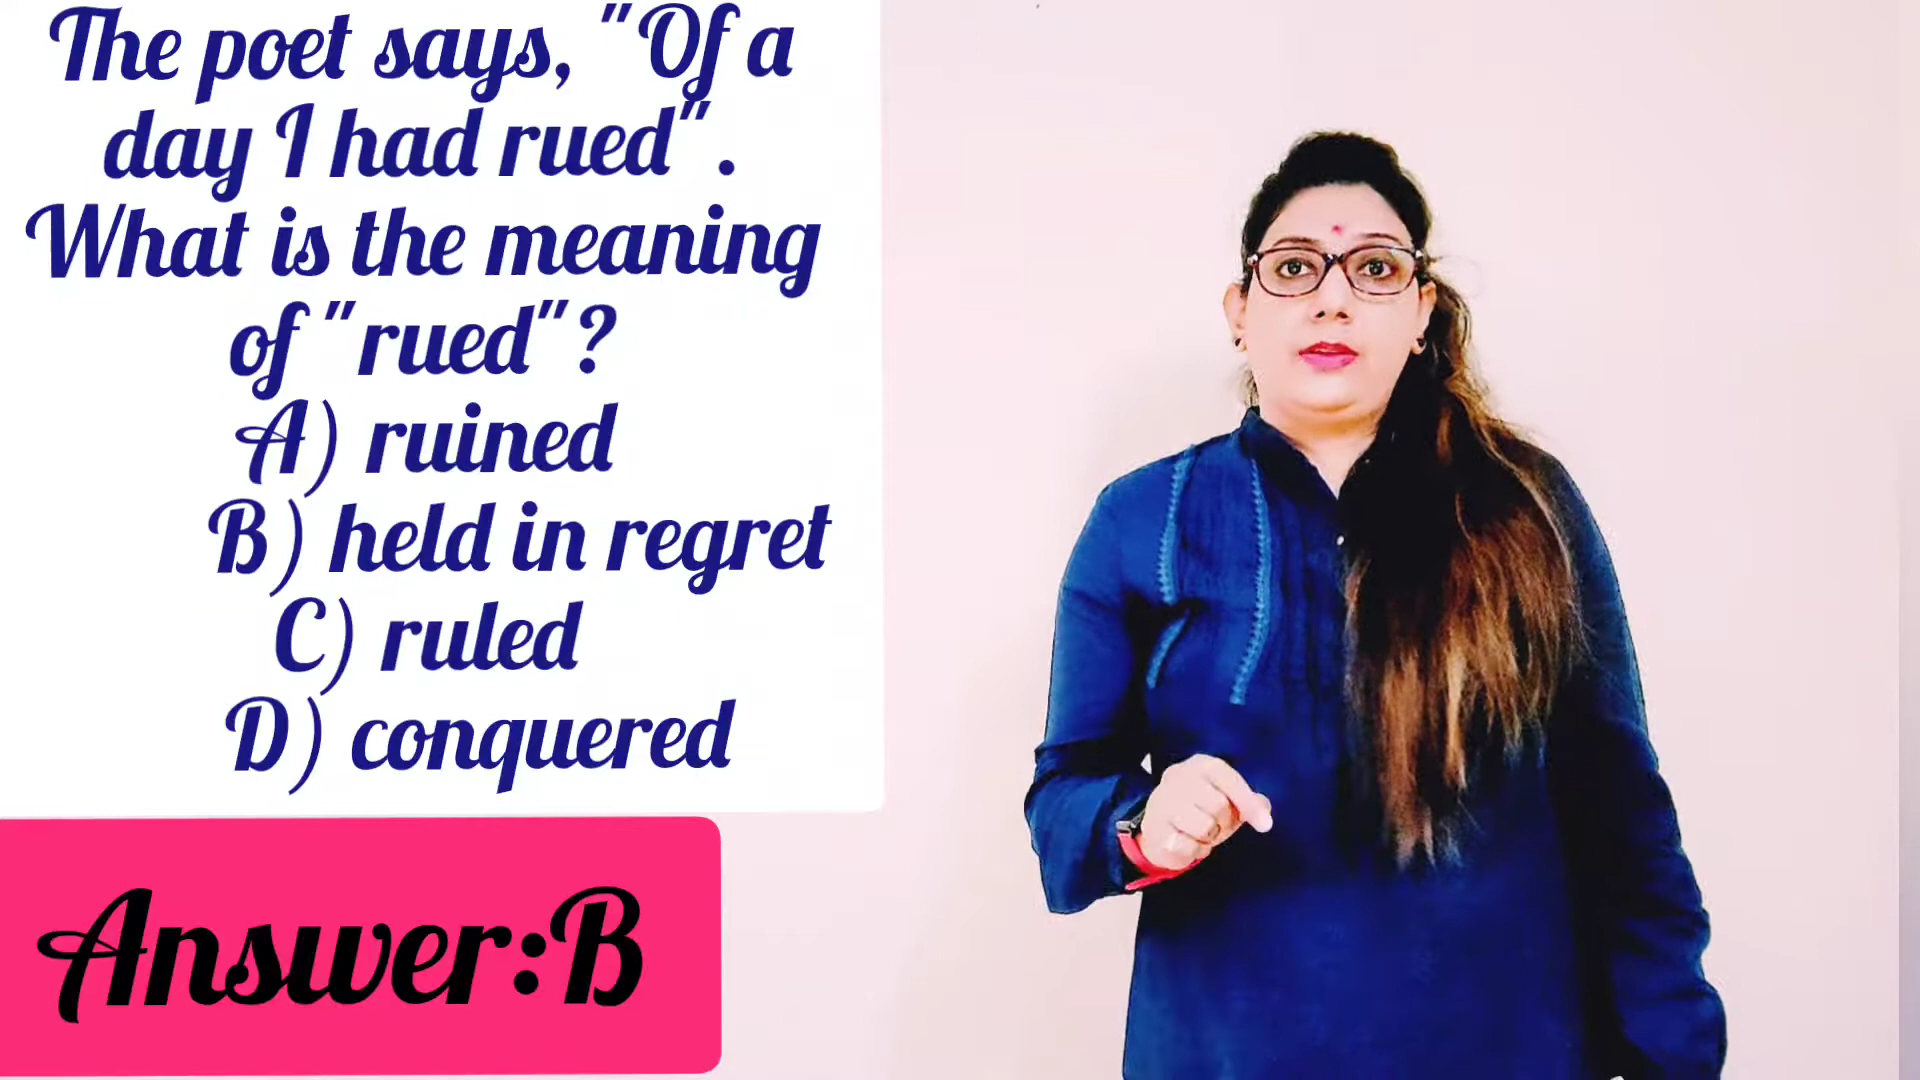 The poet says, "Of a
day I had rued".
What is the meaning
of "rued"?
A) ruined
B) held in regret
C) ruled
D) conquered
Answer:B